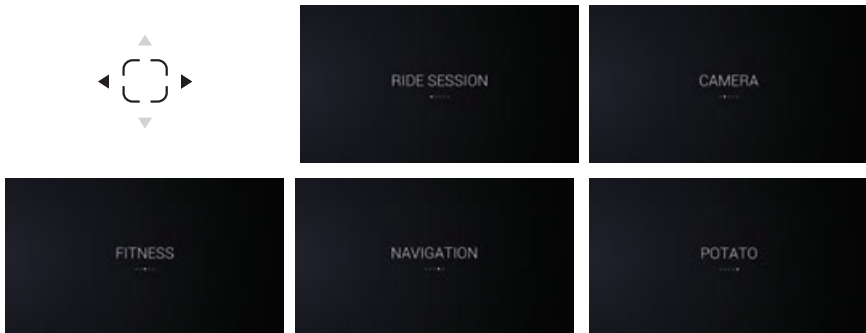 RIDE SESSION
CAMERA
FITNESS
NAVIGATION
POTATO